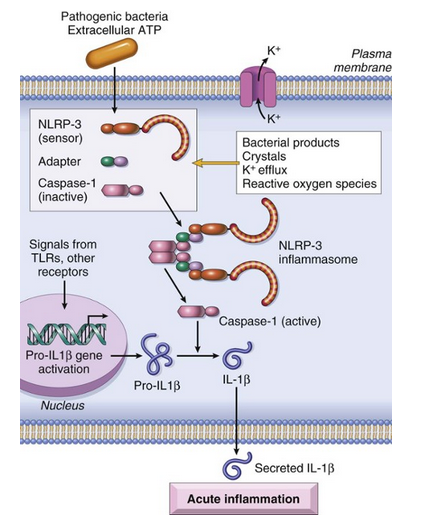 Pathogenic bacteria
Extracellular ATP
K+
Plasma
membrane
K+
NLRP-3
(sensor)
Adapter
Caspase-1
(inactive)
Bacterial products
Crystals
K+ efflux
Reactive oxygen species
Signals from
TLRs, other
receptors
NLRP-3
inflammasome
Caspase-1 (active)
Pro-IL1β gene
activation
Pro-IL1β
IL-1β
Nucleus
Secreted IL-1β
Acute inflammation